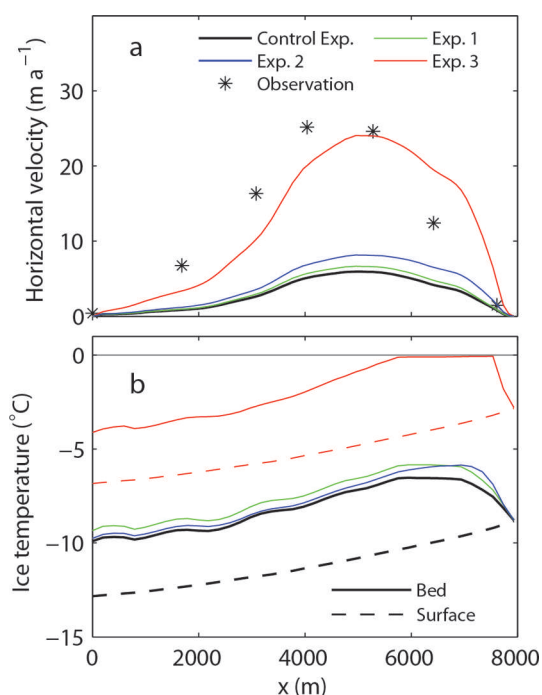 a
Control Exp.
Exp. 1
Exp. 2
Exp. 3
Observation
Horizontal velocity (m a⁻¹)
30
20
10
0
b
Ice temperature (°C)
0
−5
−10
−15
Bed
Surface
0 2000 4000 6000 8000
x (m)